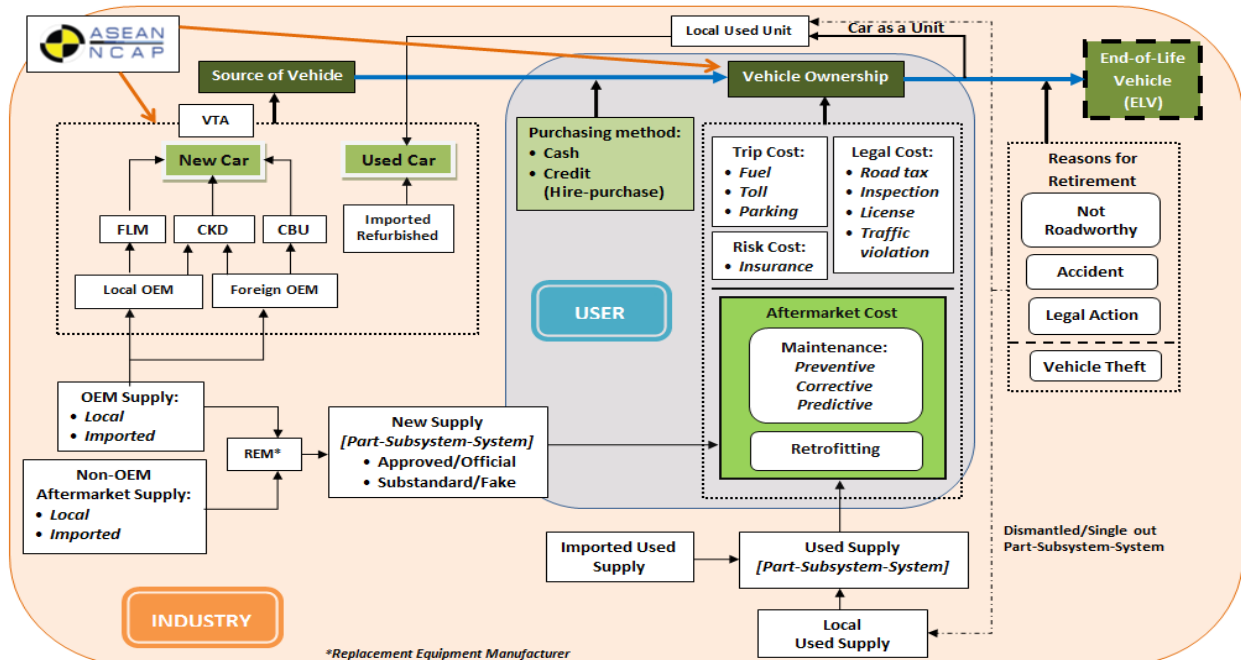 ASEAN
NCAP
Local Used Unit
Car as a Unit
Source of Vehicle
Vehicle Ownership
End-of-Life
Vehicle
(ELV)
VTA
New Car
Used Car
FLM
CKD
CBU
Imported
Refurbished
Local OEM
Foreign OEM
Purchasing method:
• Cash
• Credit
(Hire-purchase)
Trip Cost:
• Fuel
• Toll
• Parking
Legal Cost:
• Road tax
• Inspection
• License
• Traffic
violation
Risk Cost:
• Insurance
Reasons for
Retirement
Not
Roadworthy
Accident
Legal Action
Vehicle Theft
USER
Aftermarket Cost
Maintenance:
Preventive
Corrective
Predictive
Retrofitting
OEM Supply:
• Local
• Imported
REM*
New Supply
[Part-Subsystem-System]
• Approved/Official
• Substandard/Fake
Non-OEM
Aftermarket Supply:
• Local
• Imported
Dismantled/Single out
Part-Subsystem-System
Imported Used
Supply
Used Supply
[Part-Subsystem-System]
Local
Used Supply
INDUSTRY
*Replacement Equipment Manufacturer